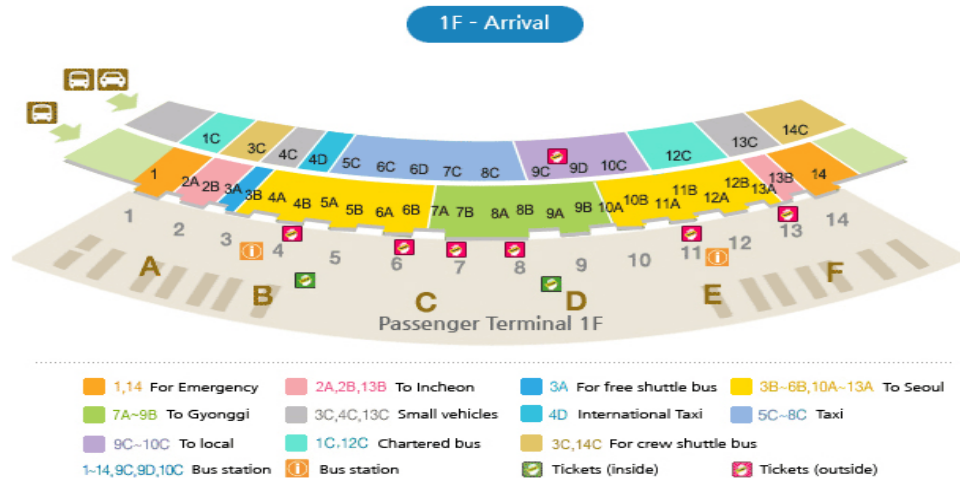 1F - Arrival
1C 3C 4C 4D 5C 6C 6D 7C 8C 9C 9D 10C 12C 13C 14C
1 2A 2B 3A 3B 4A 4B 5A 5B 6A 6B 7A 7B 8A 8B 9A 9B 10A 10B 11A 11B 12A 12B 13A 13B 14
1 2 3 4 5 6 7 8 9 10 11 12 13 14
A B C D E F
Passenger Terminal 1F
1,14 For Emergency 2A,2B,13B To Incheon 3A For free shuttle bus 3B~6B,10A~13A To Seoul
7A~9B To Gyonggi 3C,4C,13C Small vehicles 4D International Taxi 5C~8C Taxi
9C~10C To local 1C,12C Chartered bus 3C,14C For crew shuttle bus
1~14,9C,9D,10C Bus station Bus station Tickets (inside) Tickets (outside)